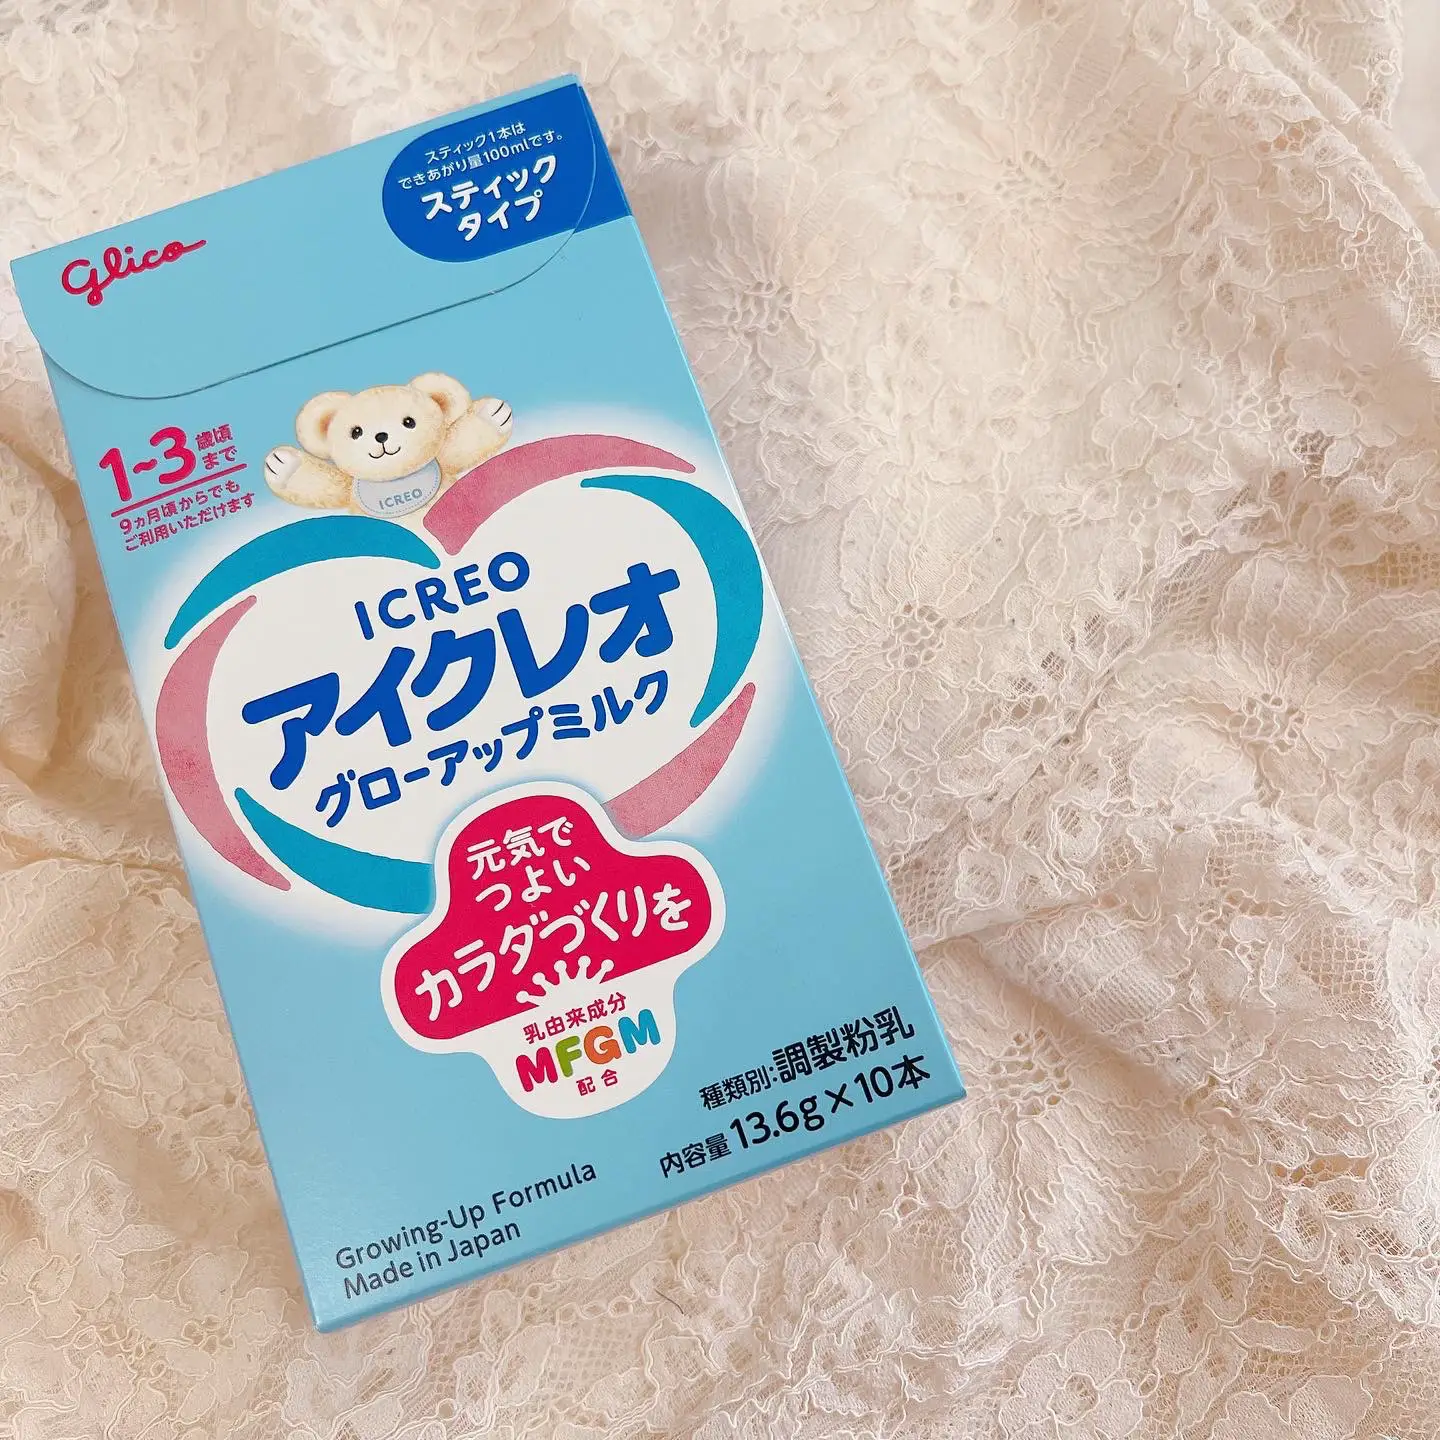 スティック1本は
できあがり量100mlです。
スティック
タイプ
Glico
1~3歳頃まで
9ヵ月頃からでも
ご利用いただけます
ICREO
ICREO
アイクレオ
グローアップミルク
元気で
つよい
カラダづくりを
乳由来成分
MFGM
配合
種類別:調製粉乳
内容量13.6g×10本
Growing-Up Formula
Made in Japan